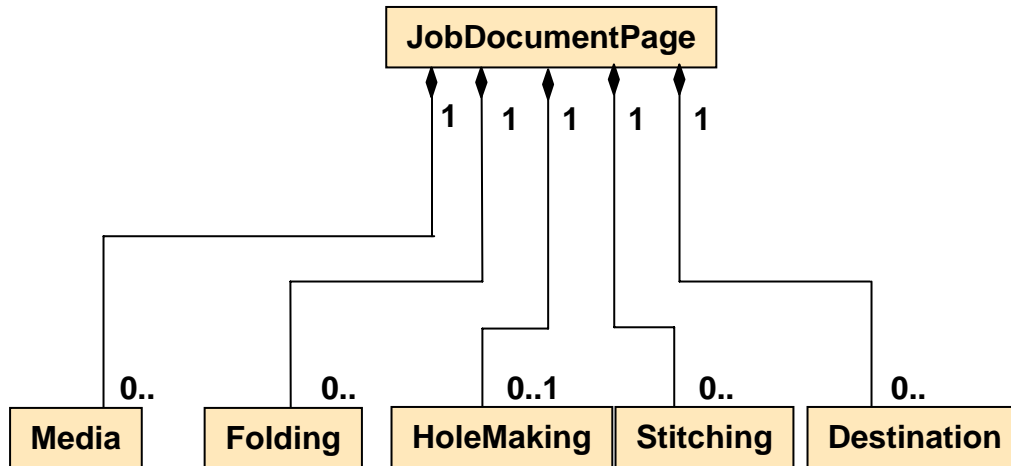 JobDocumentPage
1 1 1 1 1
0.. 0.. 0..1 0.. 0..
Media Folding HoleMaking Stitching Destination